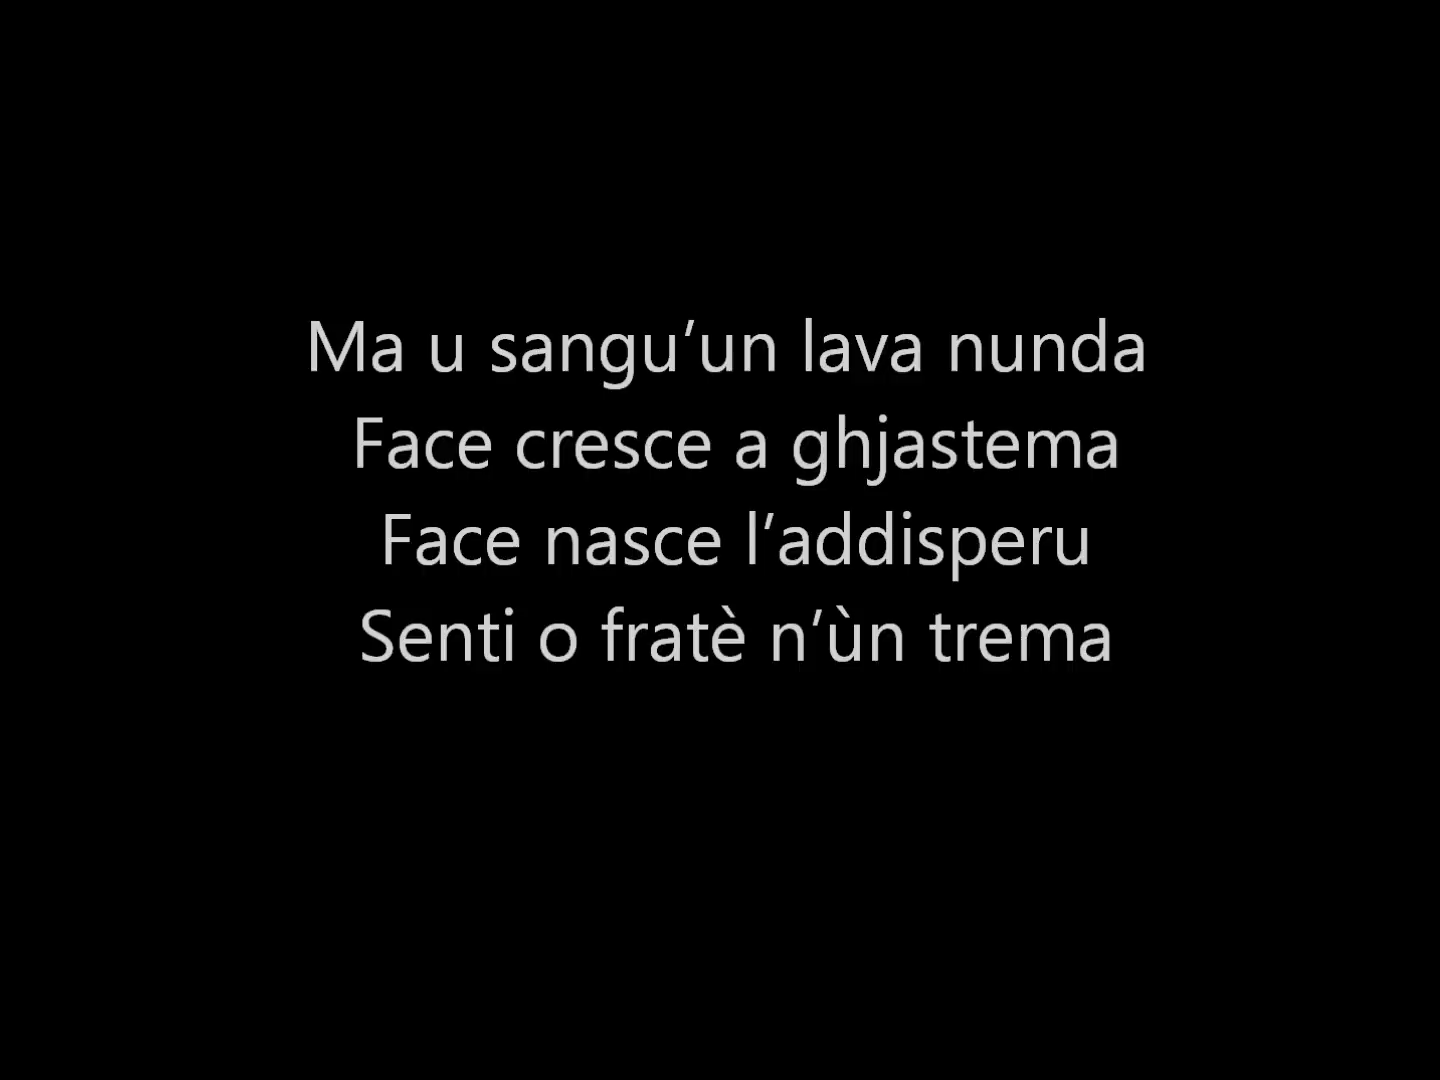 Ma u sangu’un lava nunda
Face cresce a ghjastema
Face nasce l’addisperu
Senti o fratè n’ùn trema